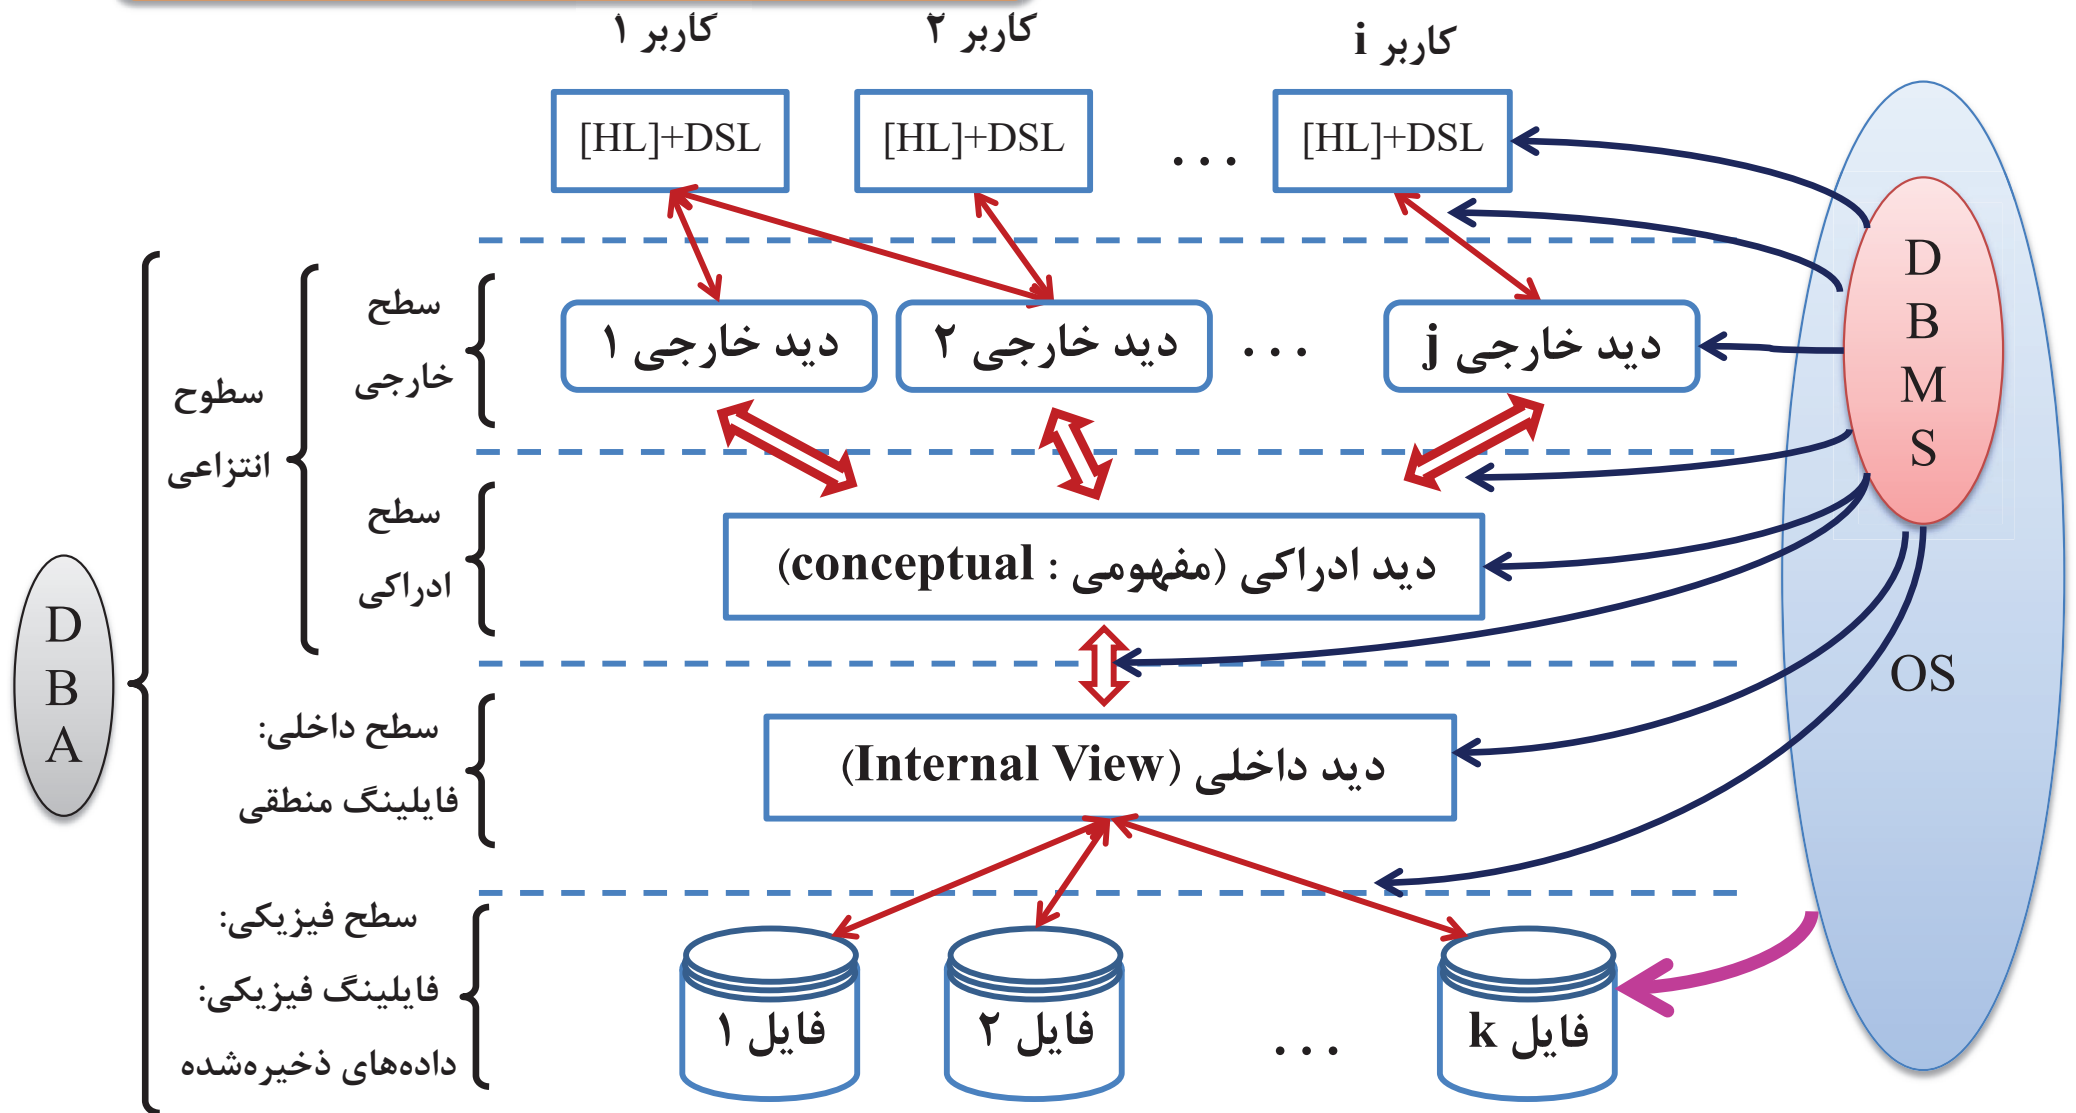 کاربر ۱
کاربر ۲
کاربر i
[HL]+DSL
[HL]+DSL
...
[HL]+DSL
سطح
خارجی
دید خارجی ۱
دید خارجی ۲
...
دید خارجی j
سطوح
انتزاعی
سطح
ادراکی
دید ادراکی (مفهومی : conceptual)
سطح داخلی:
فایلینگ منطقی
دید داخلی (Internal View)
سطح فیزیکی:
فایلینگ فیزیکی:
داده‌های ذخیره‌شده
فایل ۱
فایل ۲
...
فایل k
D
B
A
D
B
M
S
OS